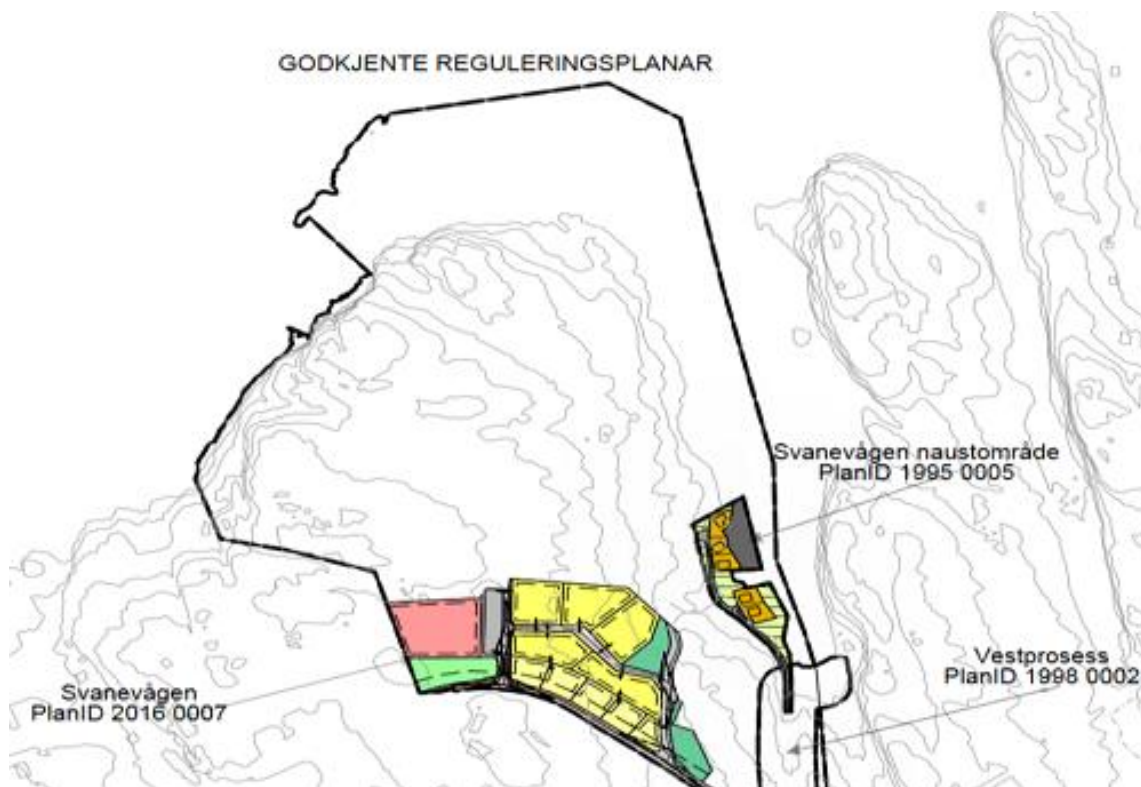 GODKJENTE REGULERINGSPLANAR
Svanevågen naustområde
PlanID 1995 0005
Vestprosess
PlanID 1998 0002
Svanevågen
PlanID 2016 0007